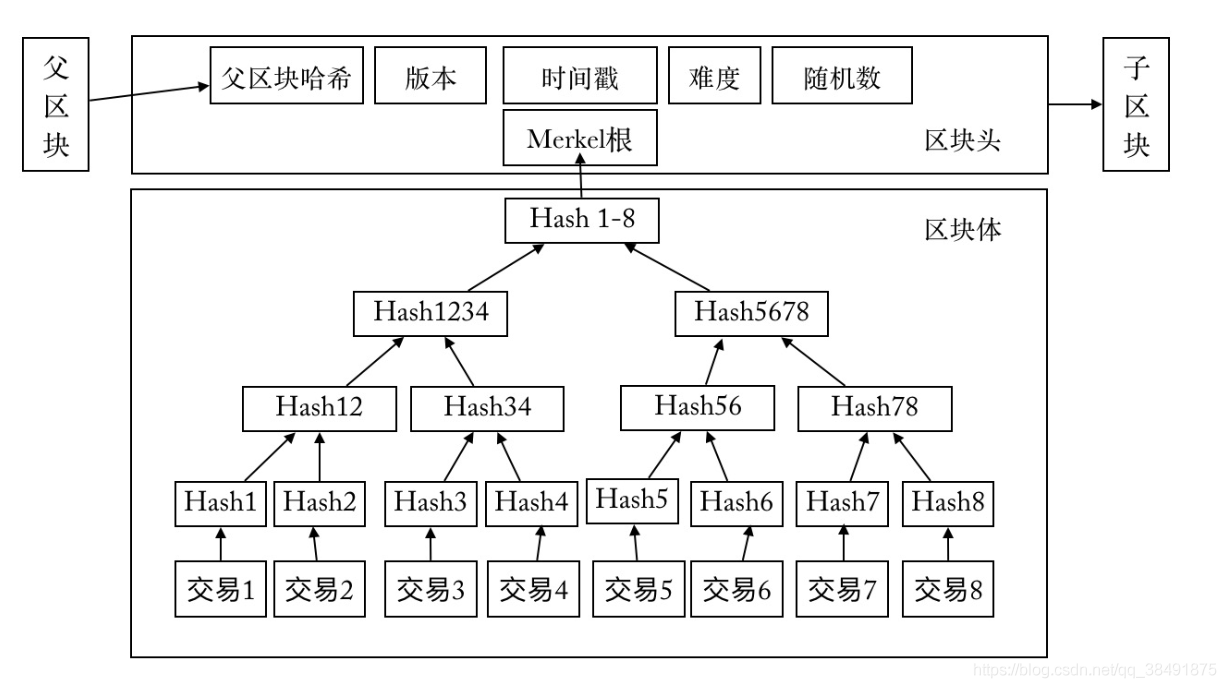 父区块
父区块哈希
版本
时间戳
难度
随机数
子区块
Merkel根
区块头
Hash 1-8
区块体
Hash1234
Hash5678
Hash12
Hash34
Hash56
Hash78
Hash1
Hash2
Hash3
Hash4
Hash5
Hash6
Hash7
Hash8
交易1
交易2
交易3
交易4
交易5
交易6
交易7
交易8
https://blog.csdn.net/qq_38491875